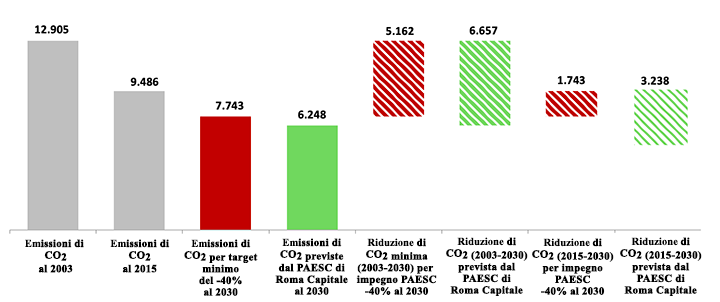 12.905
9.486
7.743
6.248
5.162
6.657
1.743
3.238
Emissioni di
CO2
al 2003
Emissioni di
CO2
al 2015
Emissioni di
CO2 per target
minimo
del -40%
al 2030
Emissioni di
CO2 previste
dal PAESC di
Roma Capitale
al 2030
Riduzione di
CO2 minima
(2003-2030) per
impegno PAESC
-40% al 2030
Riduzione di
CO2 (2003-2030)
prevista dal
PAESC di
Roma Capitale
Riduzione di
CO2 (2015-2030)
per impegno
PAESC
-40% al 2030
Riduzione di
CO2 (2015-2030)
prevista dal
PAESC di
Roma Capitale